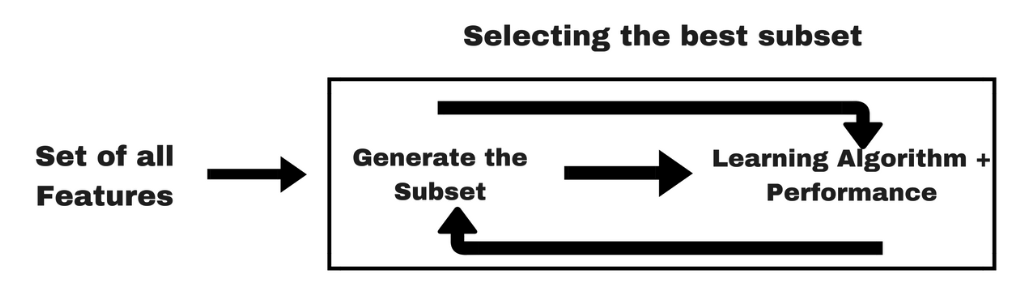 Selecting the best subset
Set of all
Features
Generate the
Subset
Learning Algorithm +
Performance